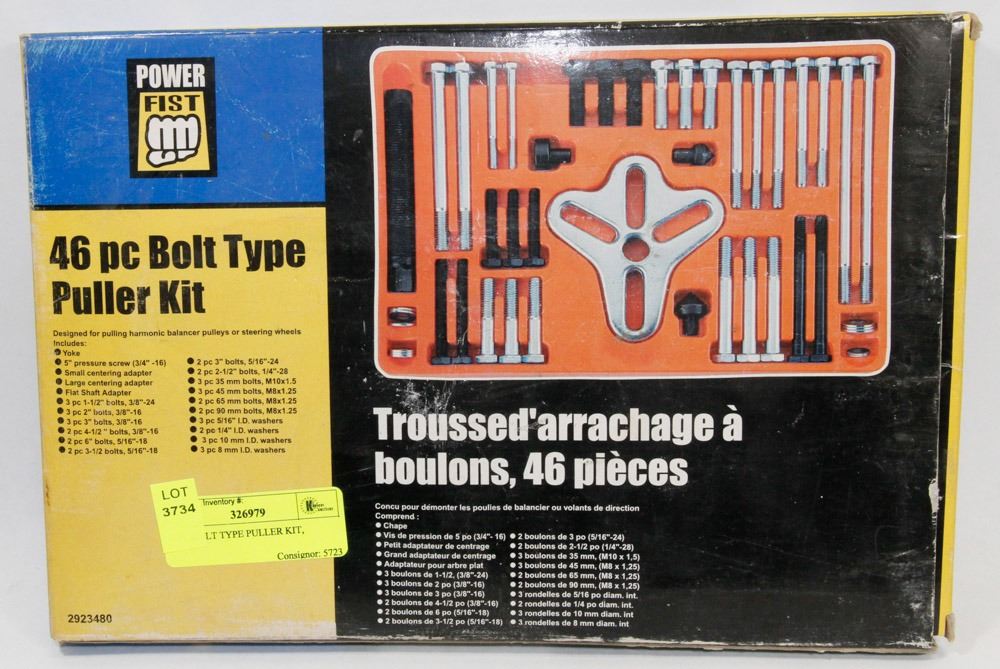 POWER
FIST
46 pc Bolt Type
Puller Kit
Designed for pulling harmonic balancer pulleys or steering wheels
Includes:
Yoke
5" pressure screw (3/4" -16)
Small centering adapter
Large centering adapter
Flat Shaft Adapter
3 pc 1-1/2" bolts, 3/8"-24
3 pc 2" bolts, 3/8"-16
3 pc 3" bolts, 3/8"-16
2 pc 4-1/2 " bolts, 3/8"-16
2 pc 6" bolts, 5/16"-18
2 pc 3-1/2 bolts, 5/16"-18
2 pc 3" bolts, 5/16"-24
2 pc 2-1/2" bolts, 1/4"-28
3 pc 35 mm bolts, M10x1.5
3 pc 45 mm bolts, M8x1.25
2 pc 65 mm bolts, M8x1.25
2 pc 90 mm bolts, M8x1.25
3 pc 5/16" I.D. washers
2 pc 1/4" I.D. washers
3 pc 10 mm I.D. washers
3 pc 8 mm I.D. washers
LOT
3734
Inventory #:
326979
LT TYPE PULLER KIT,
Consignor: 5723
2923480
Troussed'arrachage à
boulons, 46 pièces
Concu pour démonter les poulies de balancier ou volants de direction
Comprend :
Chape
Vis de pression de 5 po (3/4"- 16)
Petit adaptateur de centrage
Grand adaptateur de centrage
Adaptateur pour arbre plat
3 boulons de 1-1/2, (3/8"-24)
3 boulons de 2 po (3/8"-16)
3 boulons de 3 po (3/8"-16)
2 boulons de 4-1/2 po (3/8"-16)
2 boulons de 6 po (5/16"-18)
2 boulons de 3-1/2 po (5/16"-18)
2 boulons de 3 po (5/16"-24)
2 boulons de 2-1/2 po (1/4"-28)
3 boulons de 35 mm, (M10 x 1,5)
3 boulons de 45 mm, (M8 x 1,25)
2 boulons de 65 mm, (M8 x 1,25)
2 boulons de 90 mm, (M8 x 1,25)
3 rondelles de 5/16 po diam. int.
2 rondelles de 1/4 po diam. int.
3 rondelles de 10 mm diam. int
3 rondelles de 8 mm diam. int